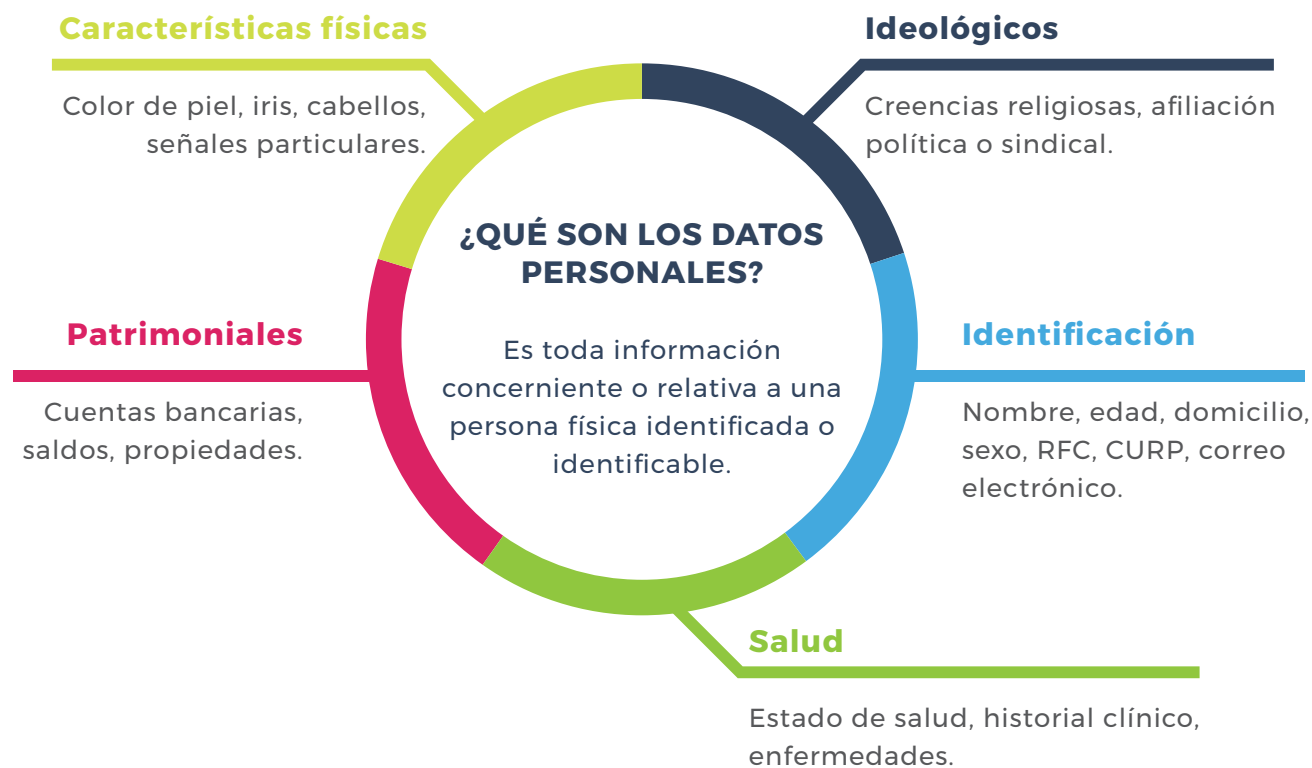 Características físicas
Color de piel, iris, cabellos,
señales particulares.
Ideológicos
Creencias religiosas, afiliación
política o sindical.
¿QUÉ SON LOS DATOS
PERSONALES?
Es toda información
concerniente o relativa a una
persona física identificada o
identificable.
Patrimoniales
Cuentas bancarias,
saldos, propiedades.
Identificación
Nombre, edad, domicilio,
sexo, RFC, CURP, correo
electrónico.
Salud
Estado de salud, historial clínico,
enfermedades.